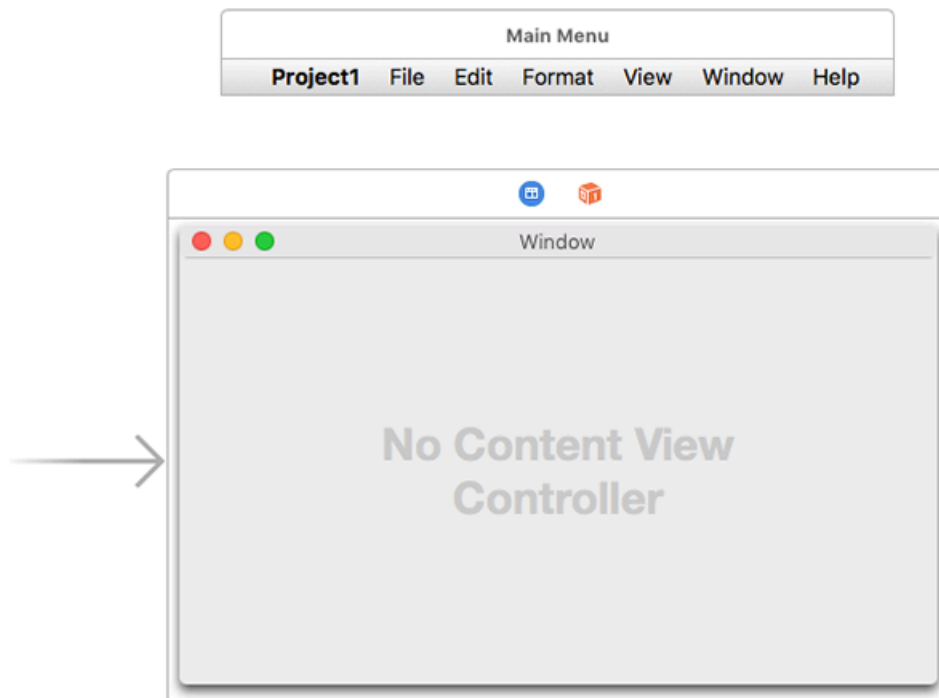 Main Menu
Project1 File Edit Format View Window Help
Window
No Content View
Controller